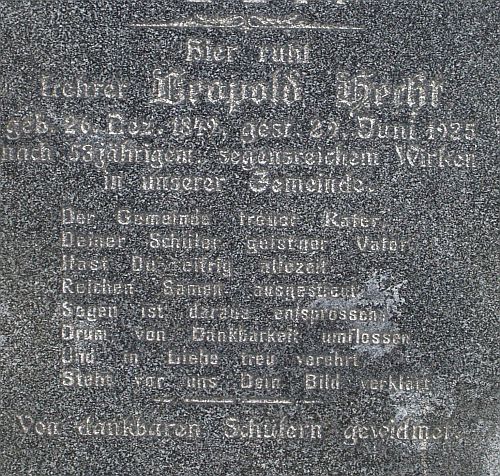 Hier ruht
Lehrer Leopold Hecht
geb. 26. Dez. 1849, gest. 29. Juni 1925
nach 53jährigem, segensreichem Wirken
in unserer Gemeinde.
Der Gemeinde treuer Rater,
Deiner Schüler geist'ger Vater,
Hast Du eifrig allezeit
Reichen Samen ausgestreut
Segen ist daraus entsprossen.
Drum von Dankbarkeit umflossen
Und in Liebe treu verehrt
Steht vor uns Dein Bild verklärt
Von dankbaren Schülern gewidmet.